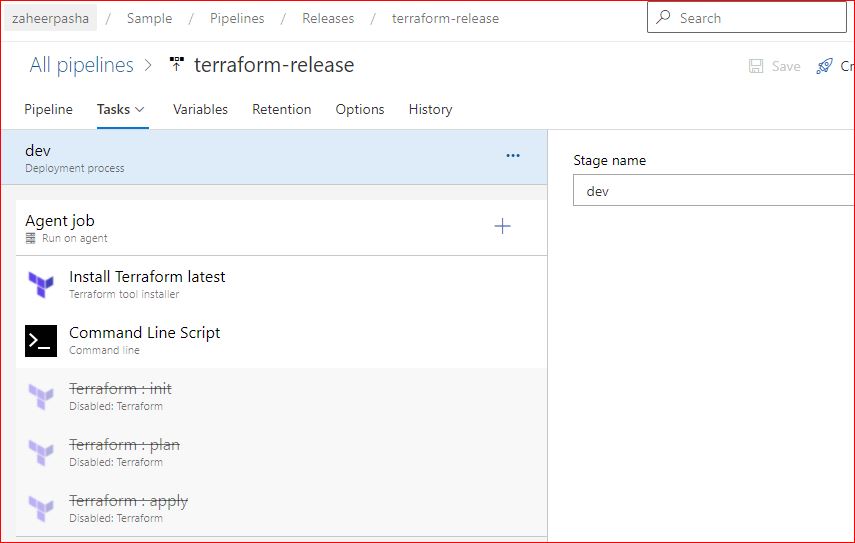 zaheerpasha / Sample / Pipelines / Releases / terraform-release
Search
All pipelines > terraform-release
Save
Cr
Pipeline Tasks Variables Retention Options History
dev
Deployment process
...
Stage name
dev
Agent job
Run on agent
Install Terraform latest
Terraform tool installer
Command Line Script
Command line
Terraform : init
Disabled: Terraform
Terraform : plan
Disabled: Terraform
Terraform : apply
Disabled: Terraform